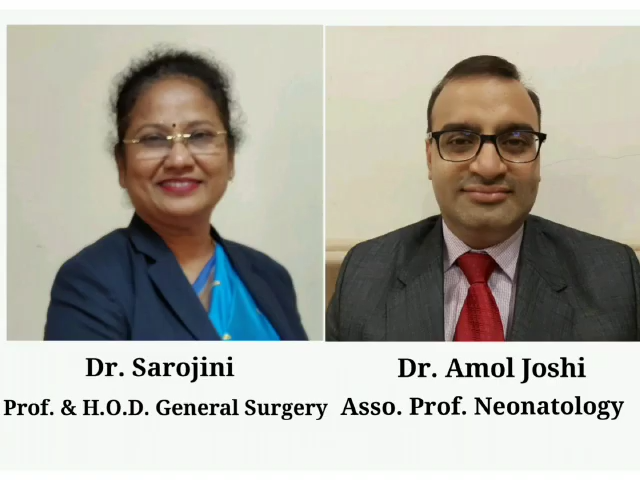 Dr. Sarojini
Prof. & H.O.D. General Surgery
Dr. Amol Joshi
Asso. Prof. Neonatology